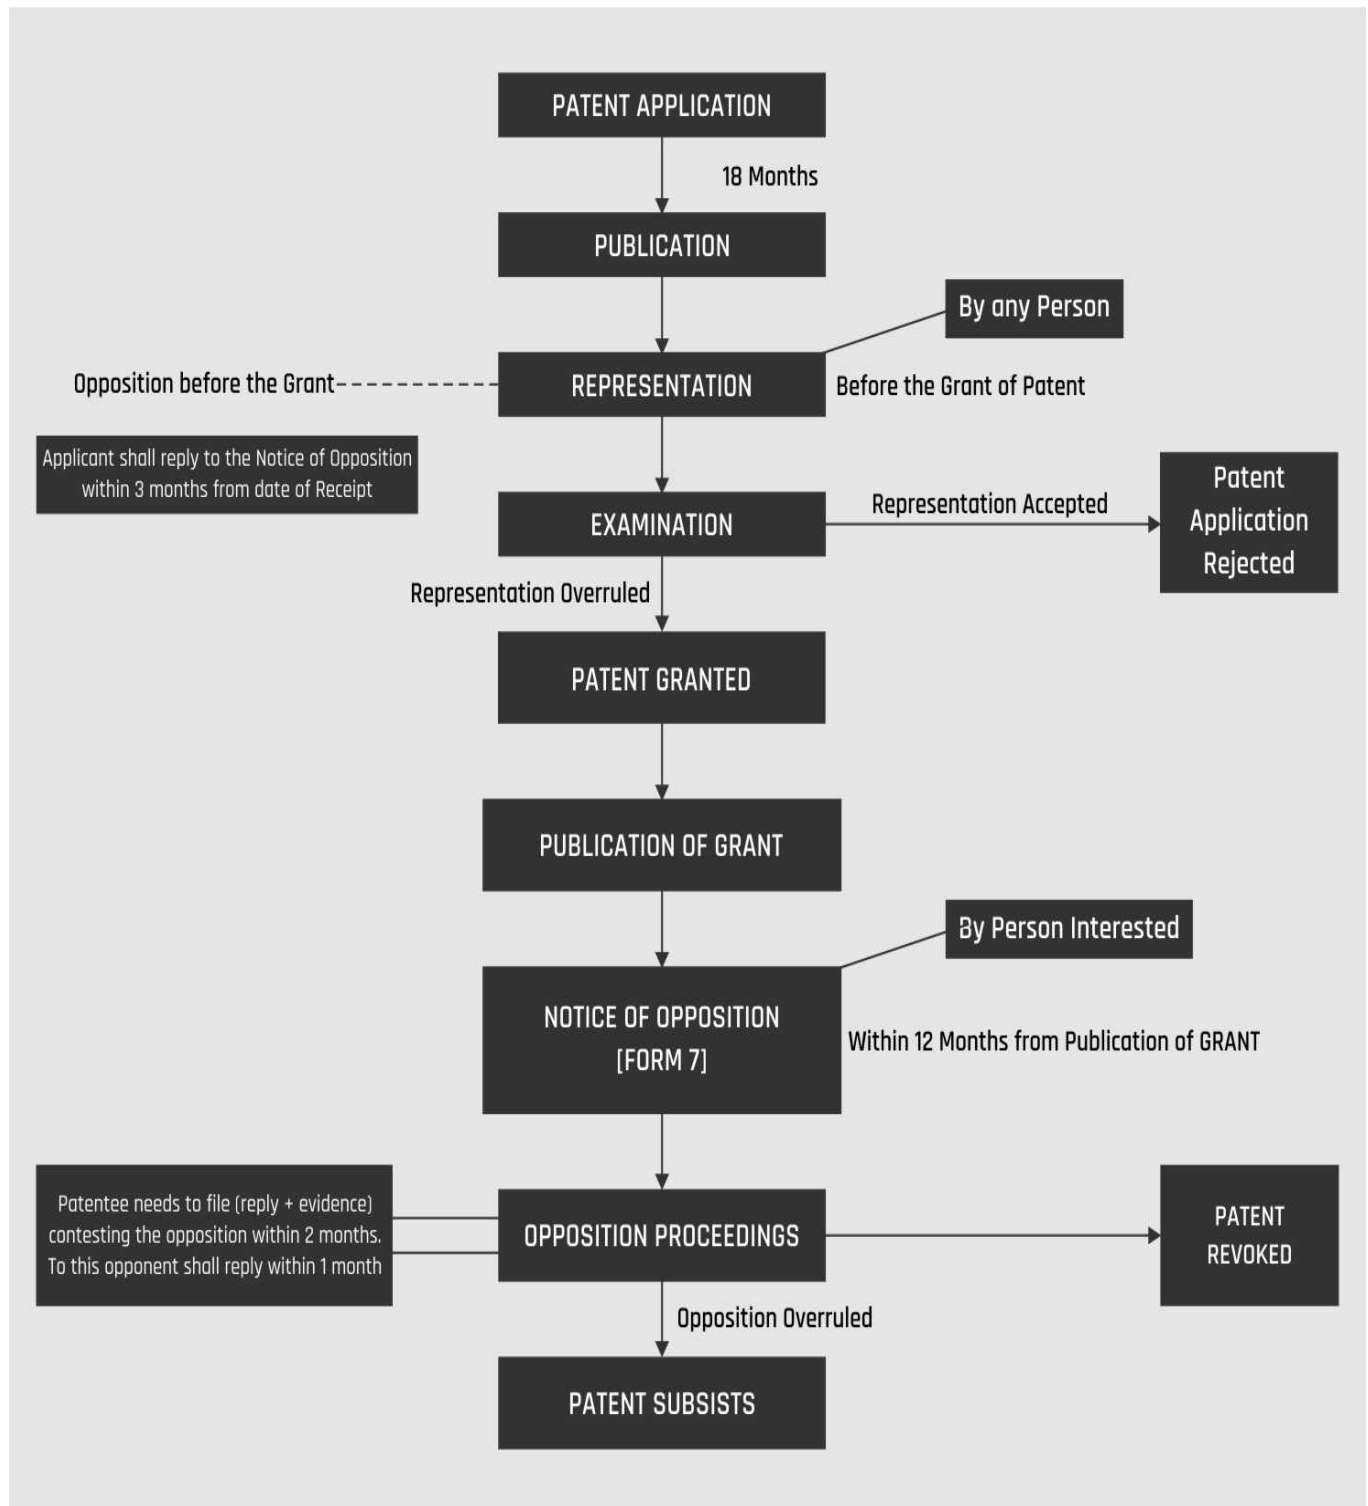 PATENT APPLICATION
18 Months
PUBLICATION
By any Person
Opposition before the Grant
REPRESENTATION
Before the Grant of Patent
Applicant shall reply to the Notice of Opposition
within 3 months from date of Receipt
EXAMINATION
Representation Accepted
Patent
Application
Rejected
Representation Overruled
PATENT GRANTED
PUBLICATION OF GRANT
By Person Interested
NOTICE OF OPPOSITION
[FORM 7]
Within 12 Months from Publication of GRANT
Patentee needs to file (reply + evidence)
contesting the opposition within 2 months.
To this opponent shall reply within 1 month
OPPOSITION PROCEEDINGS
PATENT
REVOKED
Opposition Overruled
PATENT SUBSISTS